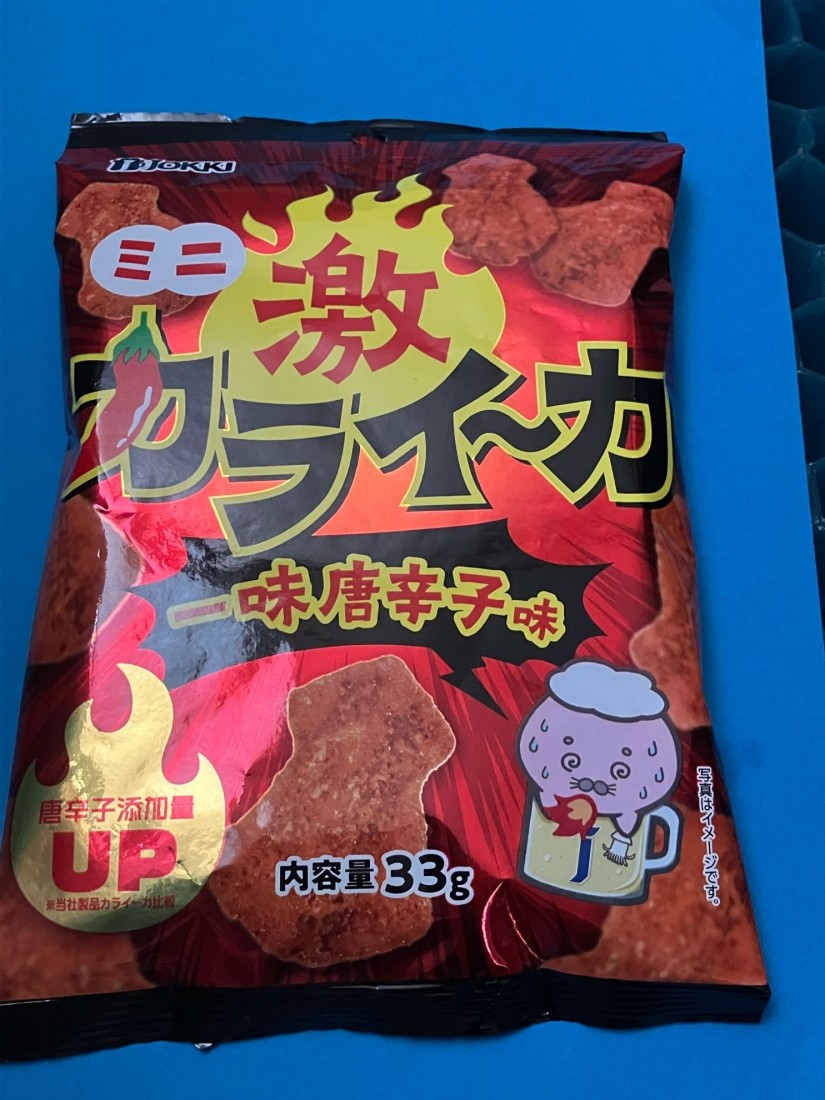 JOKKI
ミニ
激
カライ〜カ
一味唐辛子味
唐辛子添加量
UP
※当社製品カライーカ比較
内容量33g
J
写真はイメージです。